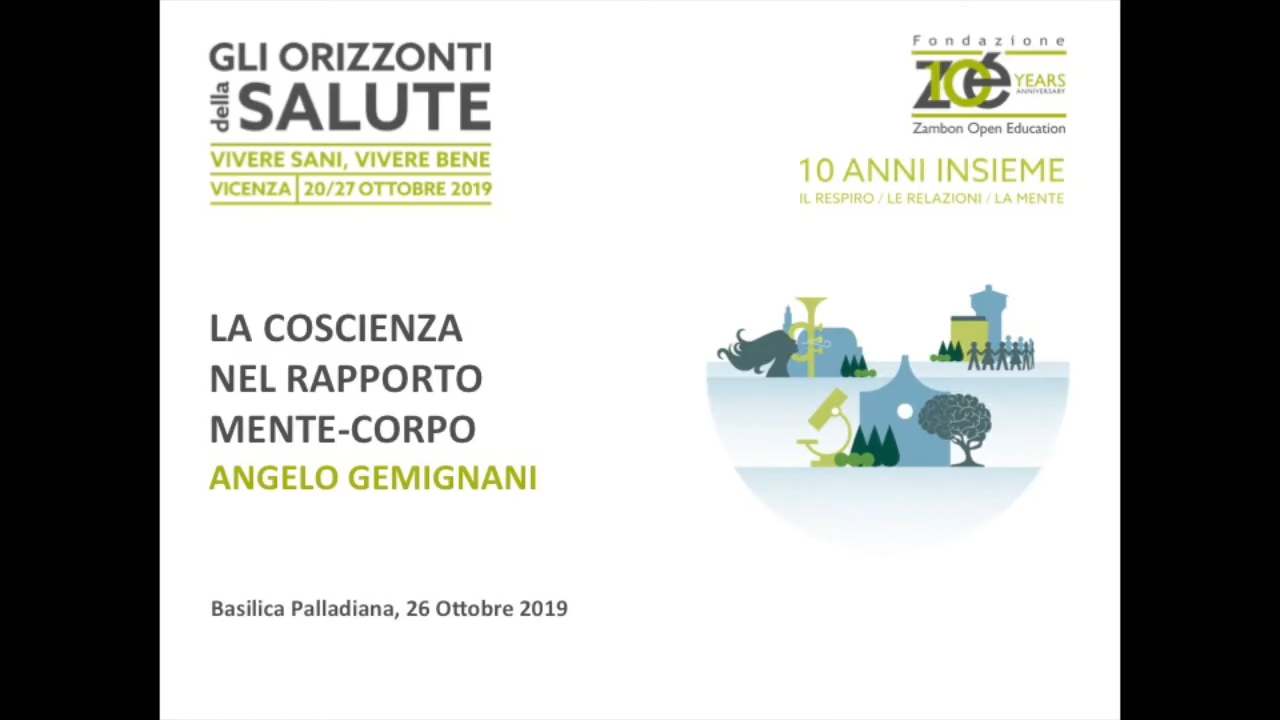 GLI ORIZZONTI
della SALUTE
VIVERE SANI, VIVERE BENE
VICENZA | 20/27 OTTOBRE 2019
Fondazione
ZOÉ 10 YEARS
ANNIVERSARY
Zambon Open Education
10 ANNI INSIEME
IL RESPIRO / LE RELAZIONI / LA MENTE
LA COSCIENZA
NEL RAPPORTO
MENTE-CORPO
ANGELO GEMIGNANI
Basilica Palladiana, 26 Ottobre 2019